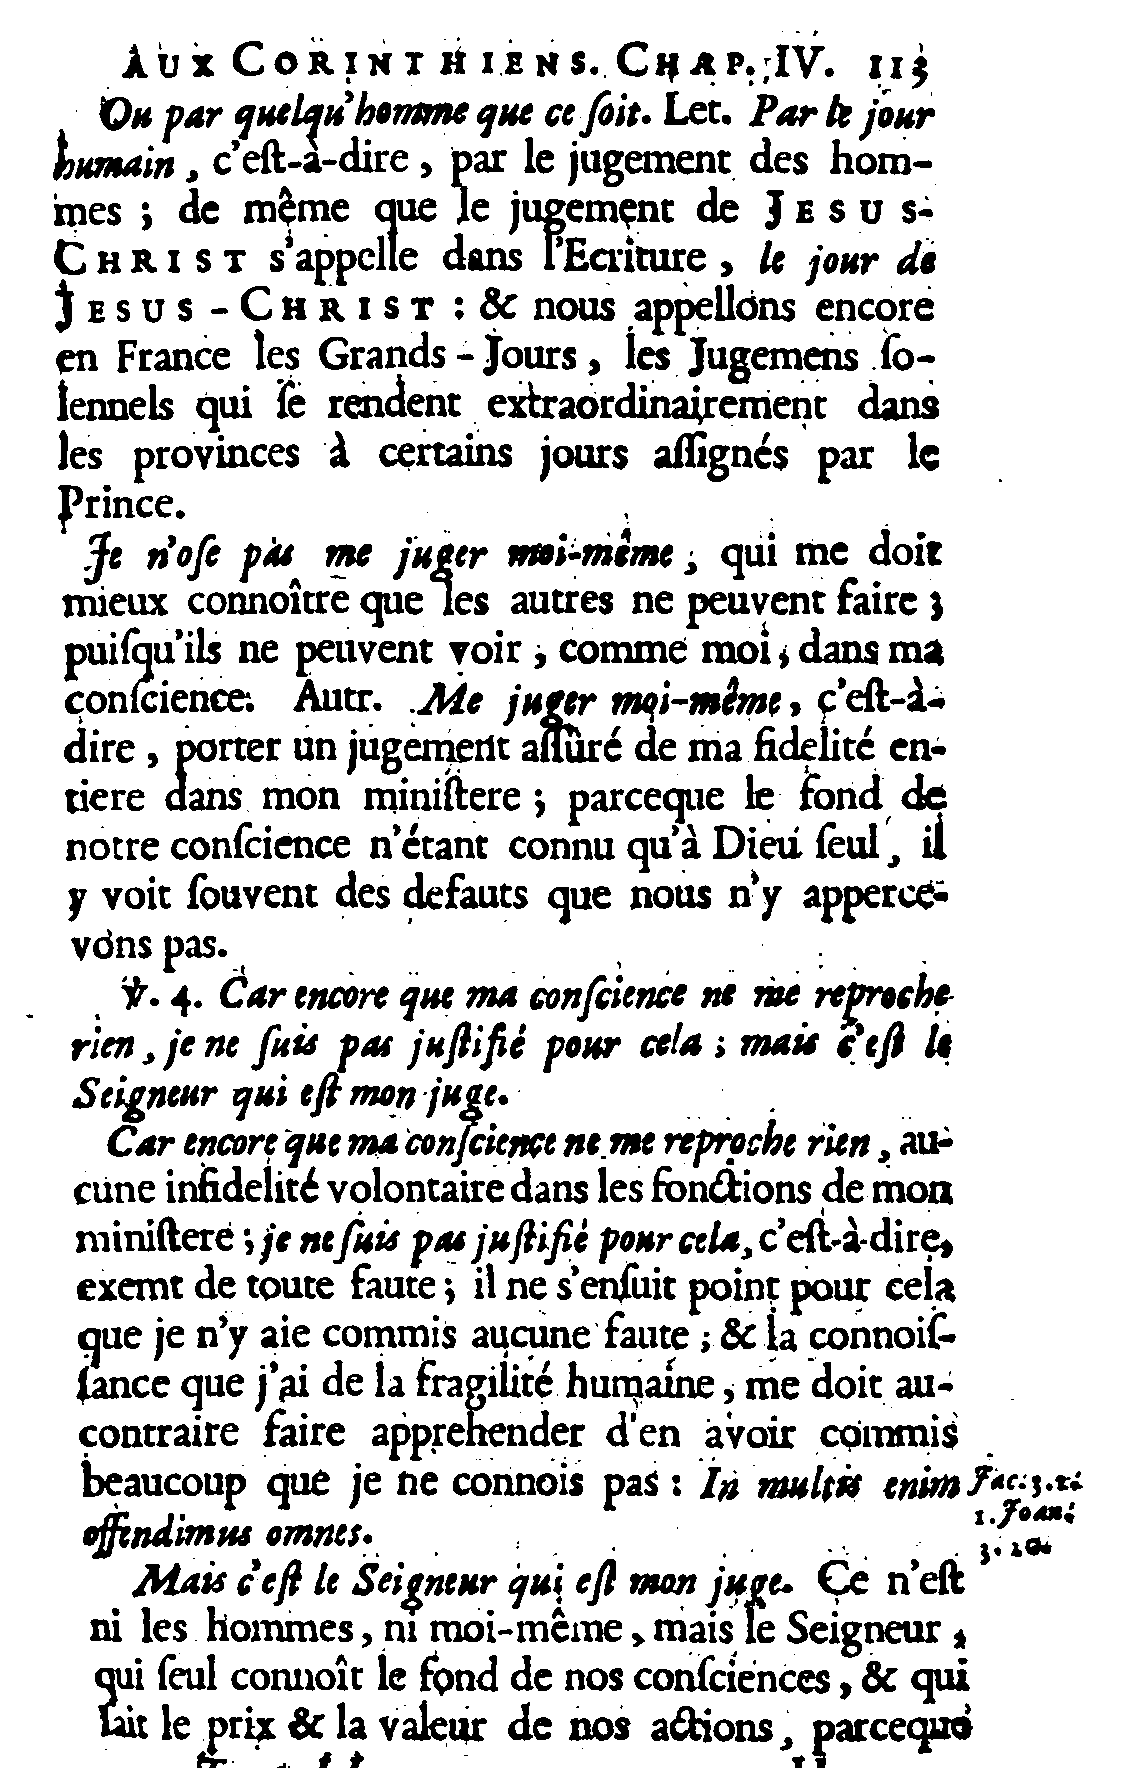 AUX CORINTHIENS. CHAP. IV. 113
Ou par quelqu'homme que ce ſoit. Let. Par le jour
humain, c'eſt-à-dire, par le jugement des hom-
mes; de même que le jugement de JESUS-
CHRIST s'appelle dans l'Ecriture, le jour de
JESUS-CHRIST: & nous appellons encore
en France les Grands-Jours, les Jugemens ſo-
lennels qui ſe rendent extraordinairement dans
les provinces à certains jours aſſignés par le
Prince.
Je n'oſe pas me juger moi-même, qui me doit
mieux connoître que les autres ne peuvent faire;
puiſqu'ils ne peuvent voir, comme moi, dans ma
conſcience. Autr. Me juger moi-même, c'eſt-à-
dire, porter un jugement aſſûré de ma fidelité en-
tiere dans mon miniſtere; parceque le fond de
notre conſcience n'étant connu qu'à Dieu ſeul, il
y voit ſouvent des defauts que nous n'y apperce-
vons pas.
℣. 4. Car encore que ma conſcience ne me reproche
rien, je ne ſuis pas juſtifié pour cela; mais c'eſt le
Seigneur qui eſt mon juge.
Car encore que ma conſcience ne me reproche rien, au-
cune infidelité volontaire dans les fonctions de mon
miniſtere; je ne ſuis pas juſtifié pour cela, c'eſt-à-dire,
exemt de toute faute; il ne s'enſuit point pour cela
que je n'y aie commis aucune faute; & la connoiſ-
ſance que j'ai de la fragilité humaine, me doit au-
contraire faire apprehender d'en avoir commis
beaucoup que je ne connois pas: In multis enim
offendimus omnes.
Jac. 3. 2.
1. Joan.
3. 20.
Mais c'eſt le Seigneur qui eſt mon juge. Ce n'eſt
ni les hommes, ni moi-même, mais le Seigneur,
qui ſeul connoît le fond de nos conſciences, & qui
ſait le prix & la valeur de nos actions, parceque